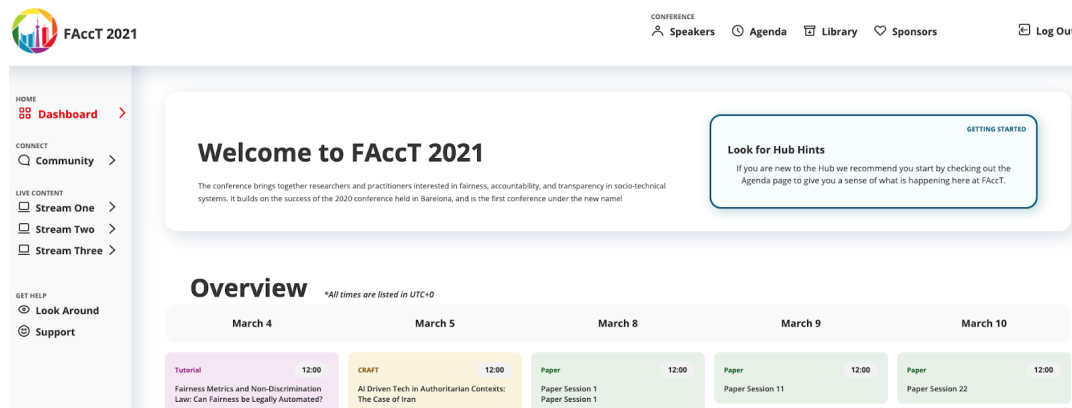 FAccT 2021
CONFERENCE
Speakers
Agenda
Library
Sponsors
Log Out
HOME
Dashboard
CONNECT
Community
LIVE CONTENT
Stream One
Stream Two
Stream Three
GET HELP
Look Around
Support
Welcome to FAccT 2021
The conference brings together researchers and practitioners interested in fairness, accountability, and transparency in socio-technical
systems. It builds on the success of the 2020 conference held in Barelona, and is the first conference under the new name!
GETTING STARTED
Look for Hub Hints
If you are new to the Hub we recommend you start by checking out the
Agenda page to give you a sense of what is happening here at FAccT.
Overview *All times are listed in UTC+0
March 4
March 5
March 8
March 9
March 10
Tutorial 12:00
Fairness Metrics and Non-Discrimination
Law: Can Fairness be Legally Automated?
CRAFT 12:00
AI Driven Tech in Authoritarian Contexts:
The Case of Iran
Paper 12:00
Paper Session 1
Paper Session 1
Paper 12:00
Paper Session 11
Paper 12:00
Paper Session 22